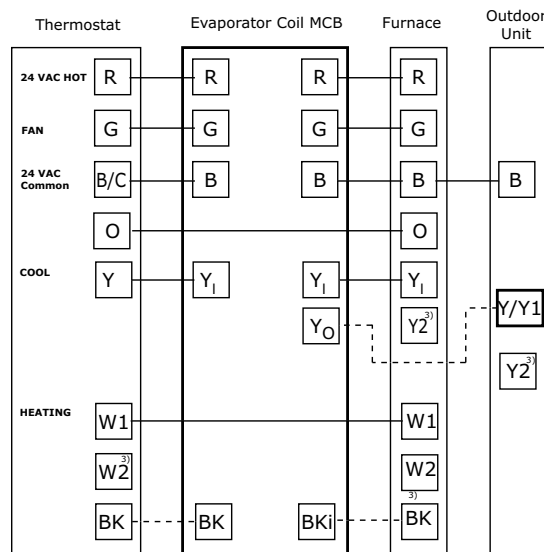 Thermostat Evaporator Coil MCB Furnace Outdoor Unit
24 VAC HOT R R R R
FAN G G G G
24 VAC Common B/C B B B B
O O
COOL Y YI YI YI
YO Y2 3) Y/Y1
Y2 3)
HEATING
W1 W1
W2 3) W2
3)
BK BK BKi BK